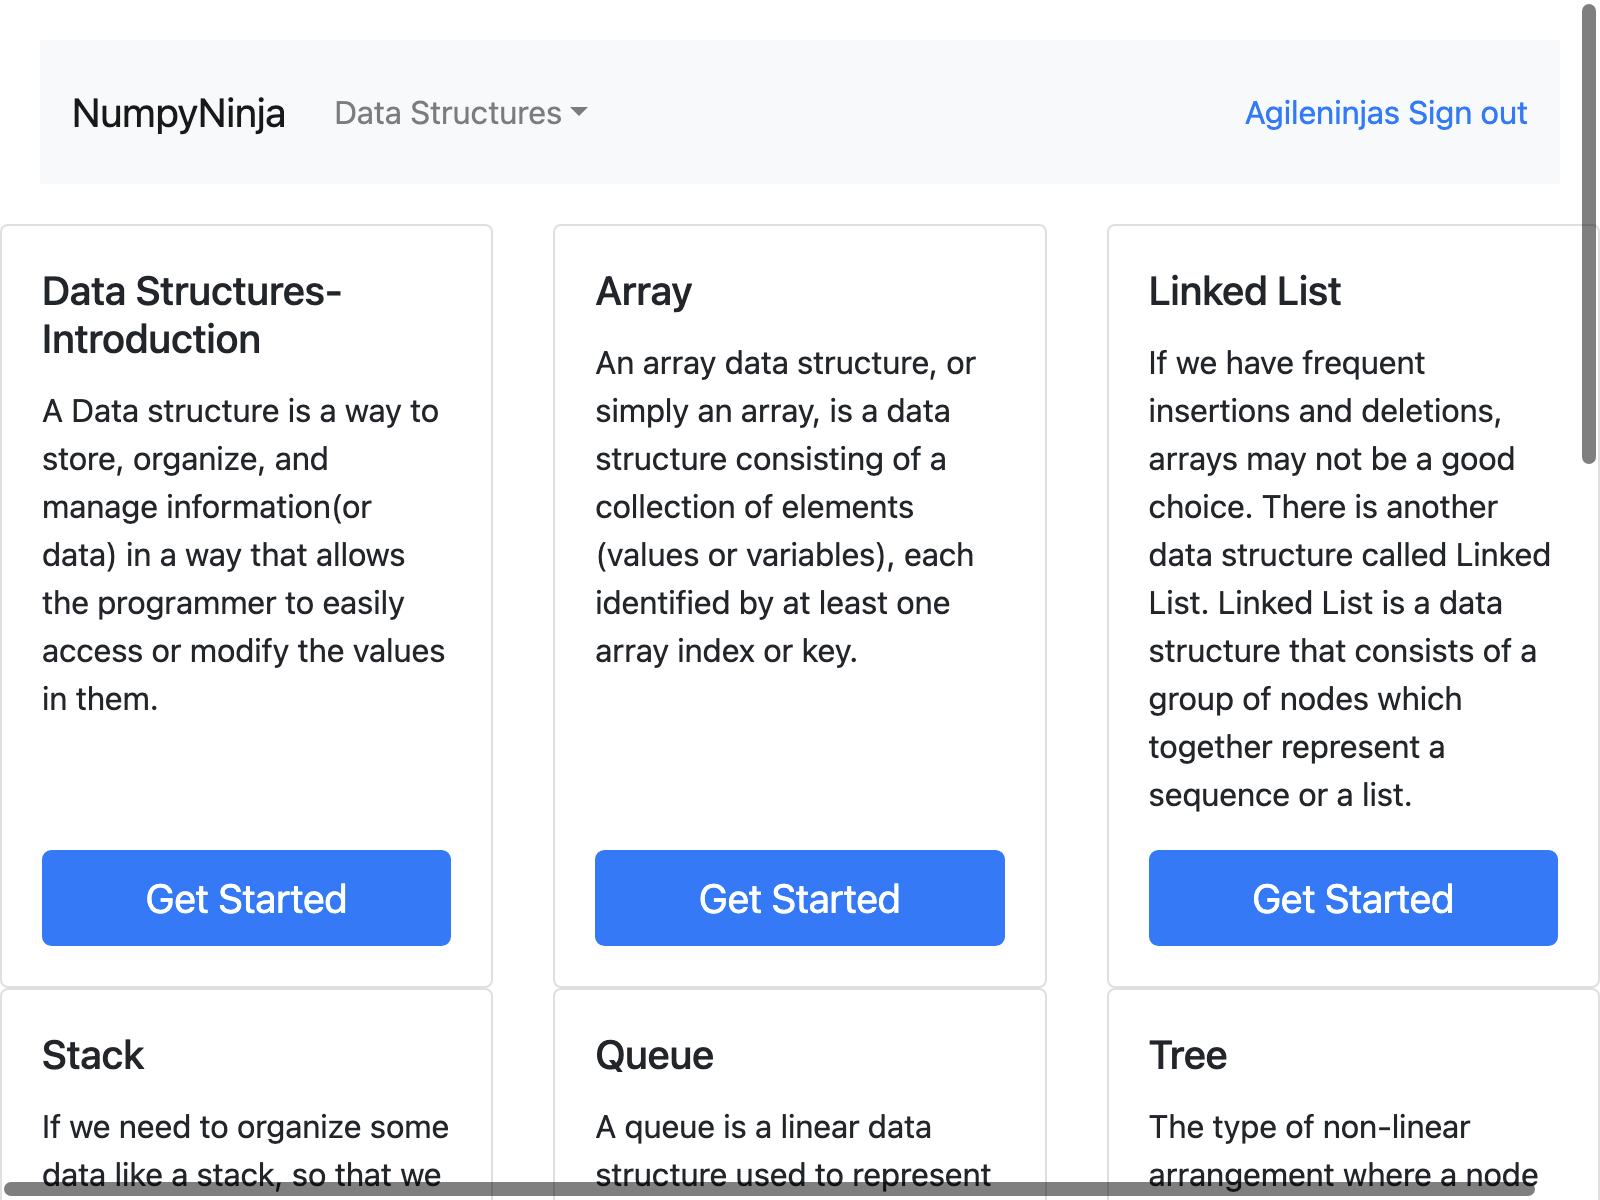 NumpyNinja Data Structures Agileninjas Sign out
Data Structures-
Introduction
A Data structure is a way to
store, organize, and
manage information(or
data) in a way that allows
the programmer to easily
access or modify the values
in them.
Get Started
Array
An array data structure, or
simply an array, is a data
structure consisting of a
collection of elements
(values or variables), each
identified by at least one
array index or key.
Get Started
Linked List
If we have frequent
insertions and deletions,
arrays may not be a good
choice. There is another
data structure called Linked
List. Linked List is a data
structure that consists of a
group of nodes which
together represent a
sequence or a list.
Get Started
Stack
If we need to organize some
data like a stack, so that we
Queue
A queue is a linear data
structure used to represent
Tree
The type of non-linear
arrangement where a node